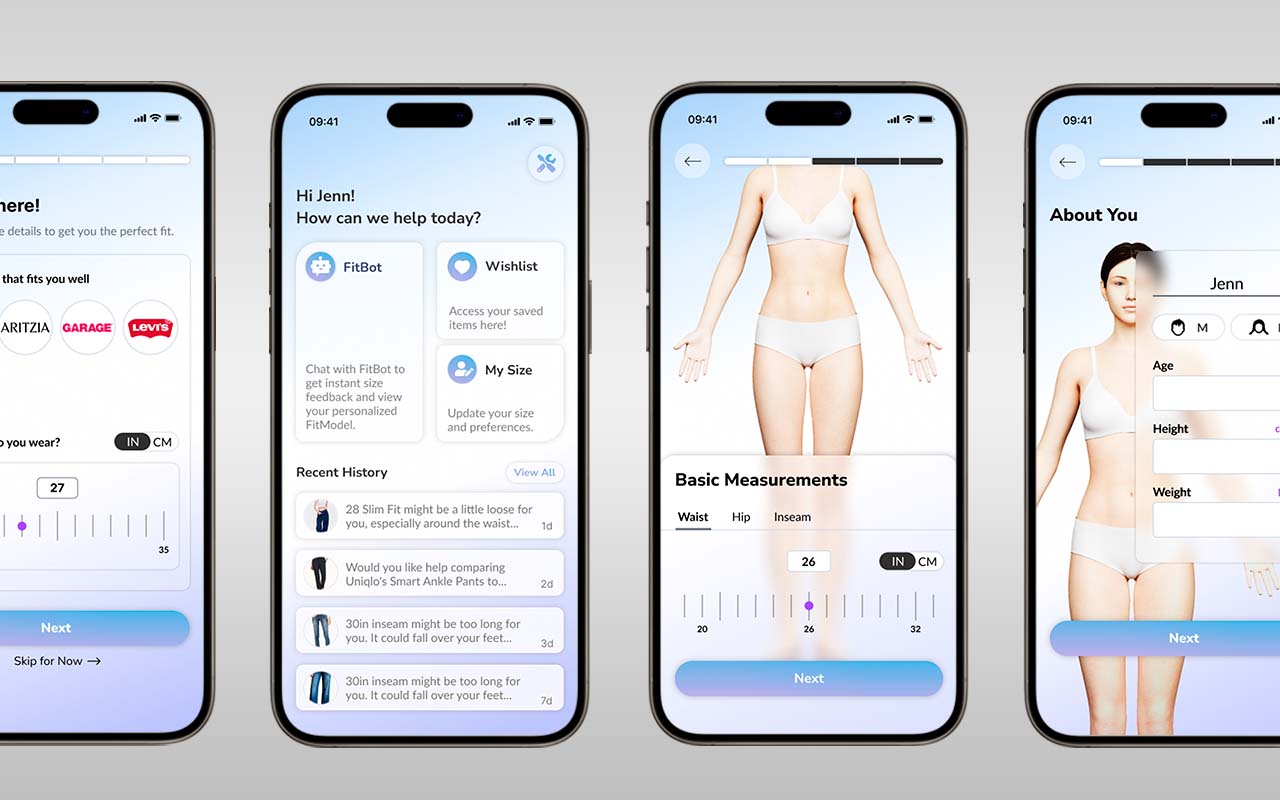 here!
e details to get you the perfect fit.
that fits you well
ARITZIA
GARAGE
LEVI'S
o you wear?
IN CM
27
35
Next
Skip for Now →
09:41
Hi Jenn!
How can we help today?
FitBot
Chat with FitBot to
get instant size
feedback and view
your personalized
FitModel.
Wishlist
Access your saved
items here!
My Size
Update your size
and preferences.
Recent History
View All
28 Slim Fit might be a little loose for
you, especially around the waist...
1d
Would you like help comparing
Uniqlo's Smart Ankle Pants to...
2d
30in inseam might be too long for
you. It could fall over your feet...
3d
30in inseam might be too long for
you. It could fall over your feet...
7d
09:41
Basic Measurements
Waist Hip Inseam
26
IN CM
20 26 32
Next
09:41
About You
Jenn
M
Age
Height
c
Weight
Next